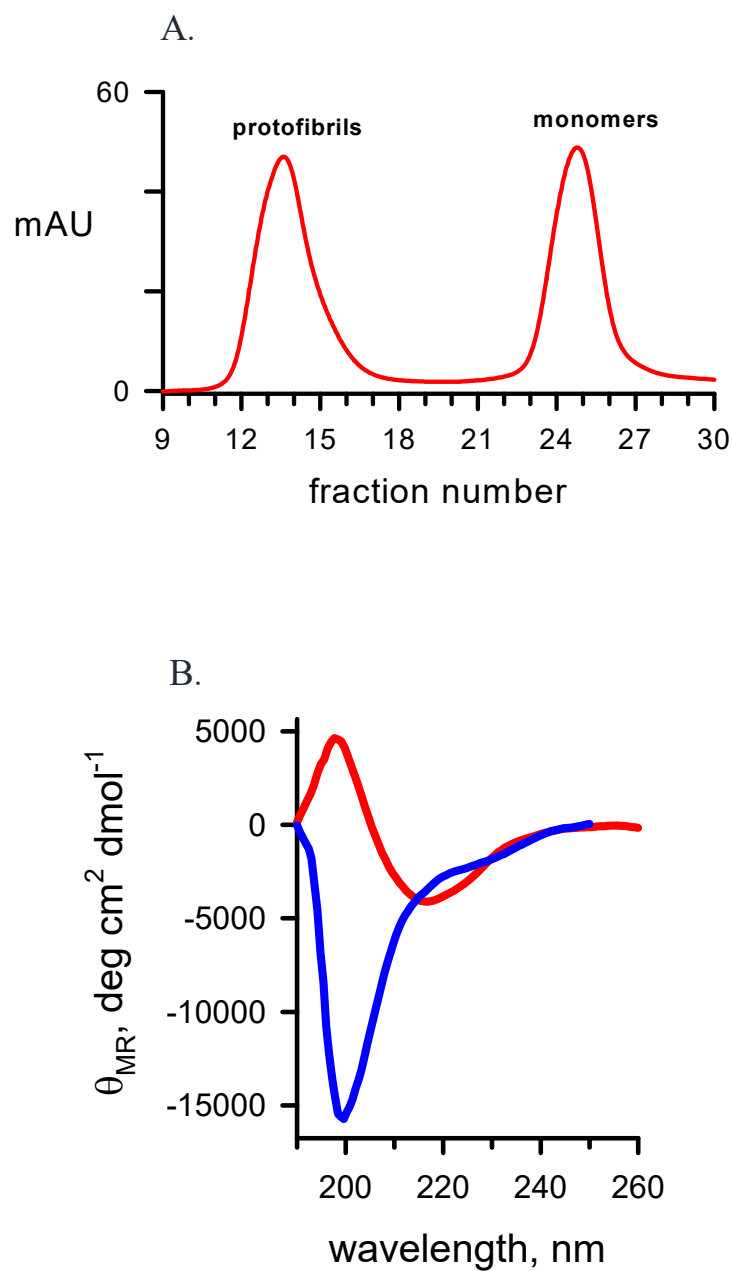 A.
60
protofibrils
monomers
mAU
0
9 12 15 18 21 24 27 30
fraction number
B.
5000
0
-5000
-10000
-15000
θMR, deg cm² dmol⁻¹
200 220 240 260
wavelength, nm